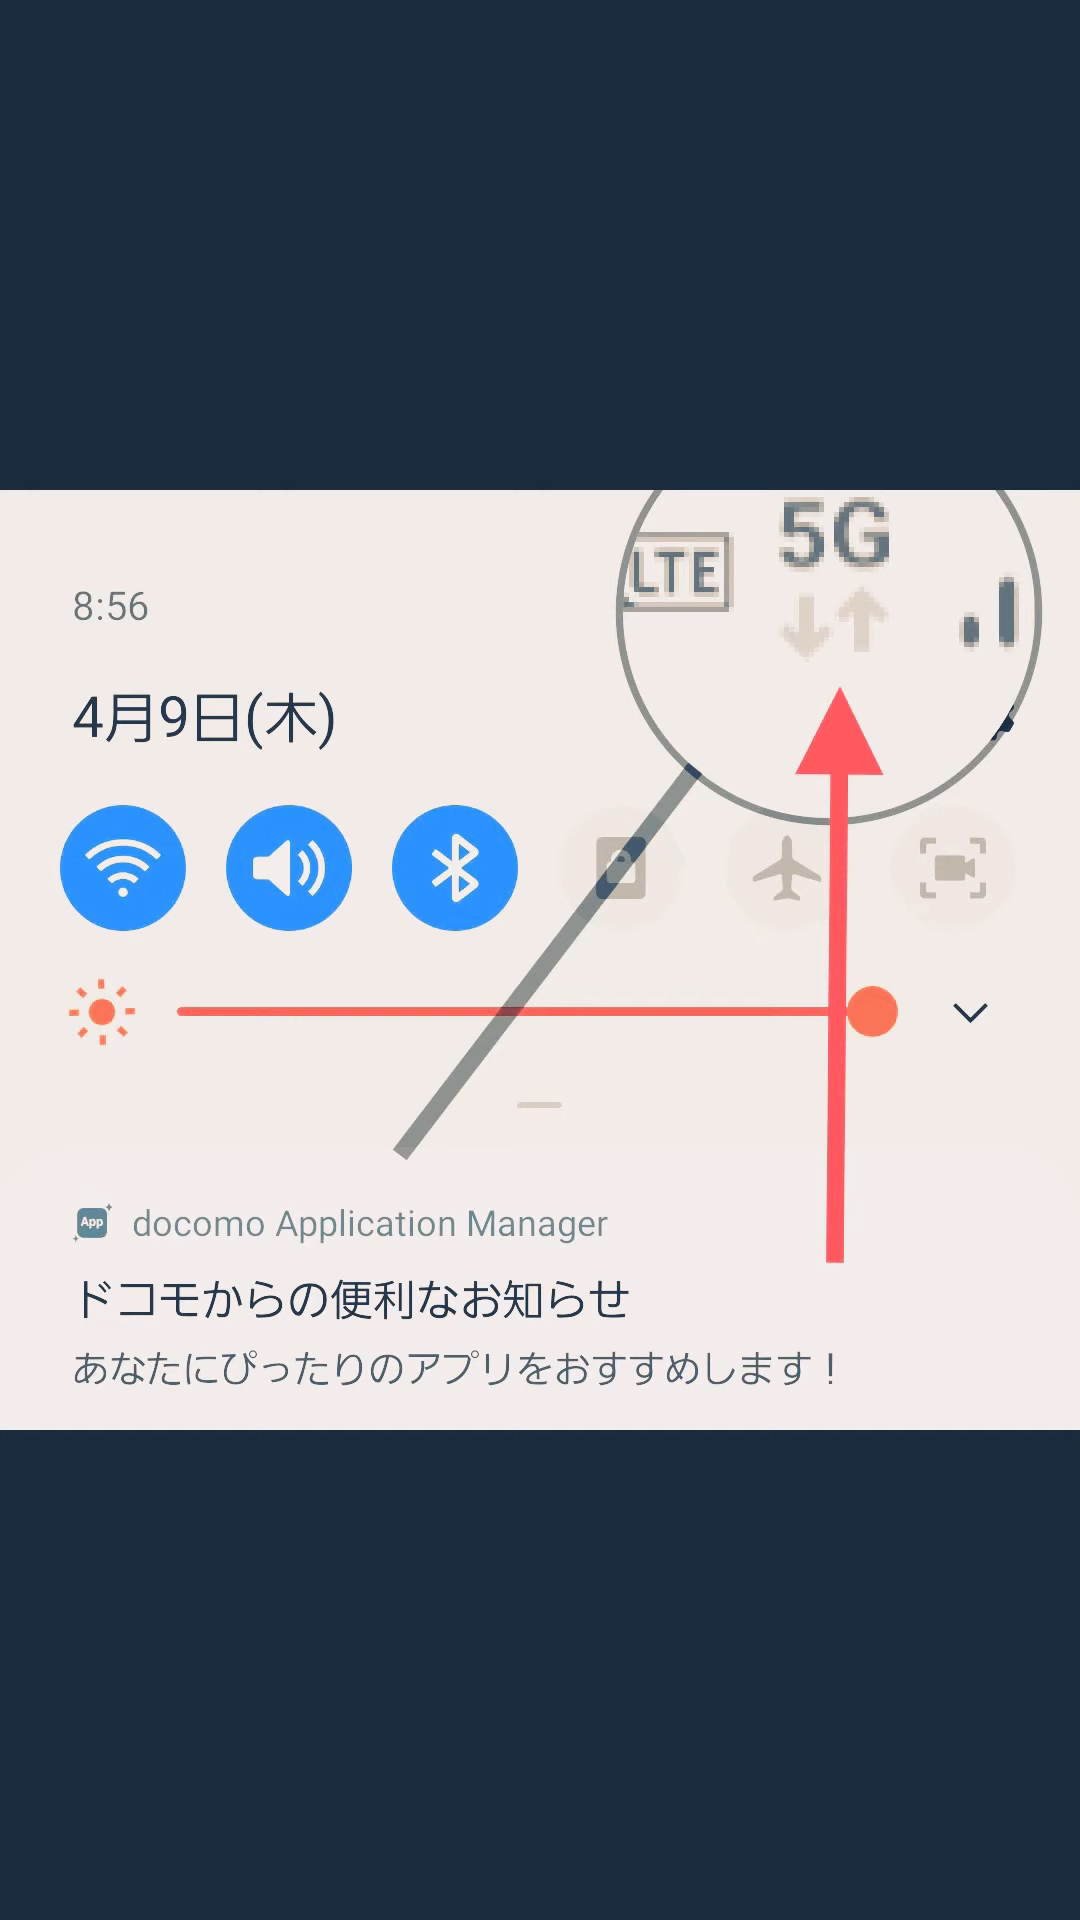 5G
LTE
8:56
4月9日(木)
App
docomo Application Manager
ドコモからの便利なお知らせ
あなたにぴったりのアプリをおすすめします！